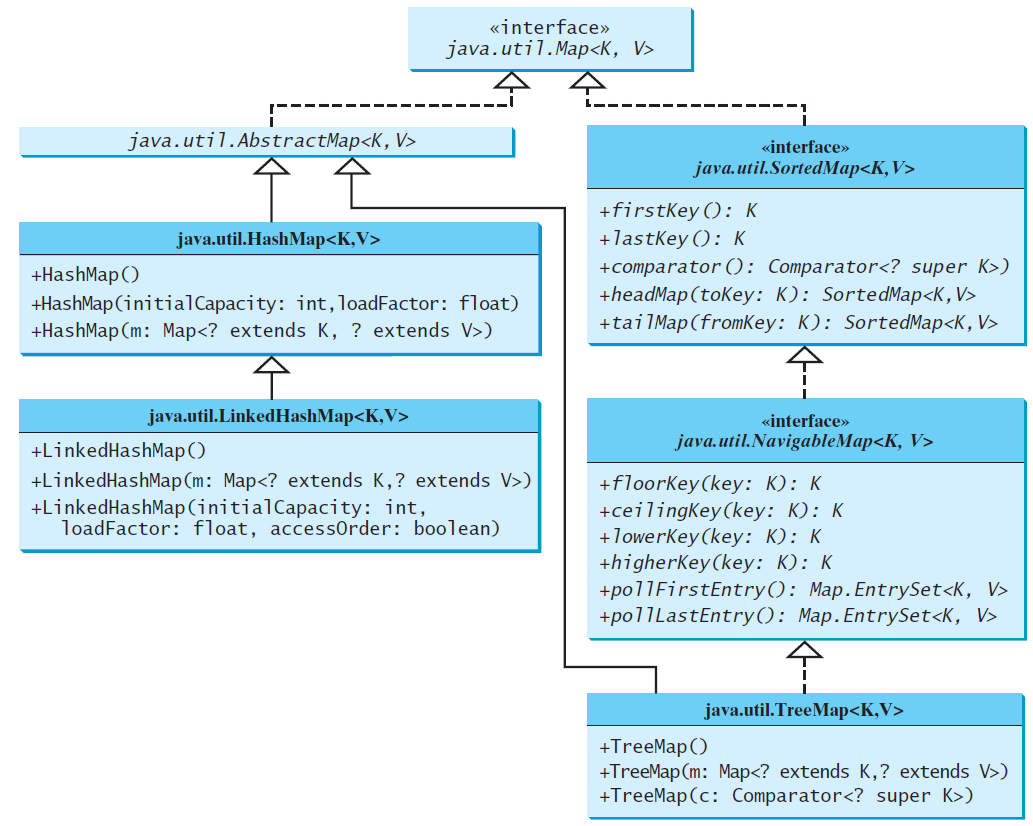 «interface»
java.util.Map<K, V>
java.util.AbstractMap<K,V>
java.util.HashMap<K,V>
+HashMap()
+HashMap(initialCapacity: int,loadFactor: float)
+HashMap(m: Map<? extends K, ? extends V>)
java.util.LinkedHashMap<K,V>
+LinkedHashMap()
+LinkedHashMap(m: Map<? extends K,? extends V>)
+LinkedHashMap(initialCapacity: int,
loadFactor: float, accessOrder: boolean)
«interface»
java.util.SortedMap<K,V>
+firstKey(): K
+lastKey(): K
+comparator(): Comparator<? super K>)
+headMap(toKey: K): SortedMap<K,V>
+tailMap(fromKey: K): SortedMap<K,V>
«interface»
java.util.NavigableMap<K, V>
+floorKey(key: K): K
+ceilingKey(key: K): K
+lowerKey(key: K): K
+higherKey(key: K): K
+pollFirstEntry(): Map.EntrySet<K, V>
+pollLastEntry(): Map.EntrySet<K, V>
java.util.TreeMap<K,V>
+TreeMap()
+TreeMap(m: Map<? extends K,? extends V>)
+TreeMap(c: Comparator<? super K>)